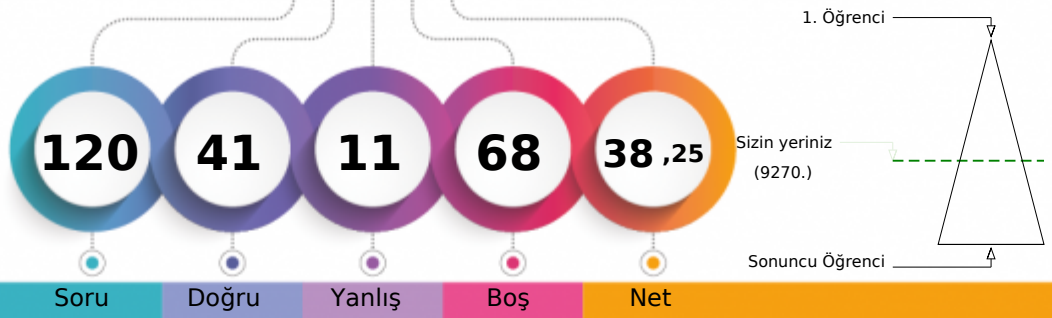 120 41 11 68 38 ,25
Soru Doğru Yanlış Boş Net
1. Öğrenci
Sizin yeriniz
(9270.)
Sonuncu Öğrenci